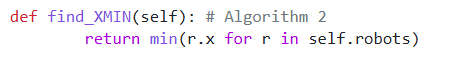 def find_XMIN(self): # Algorithm 2
        return min(r.x for r in self.robots)